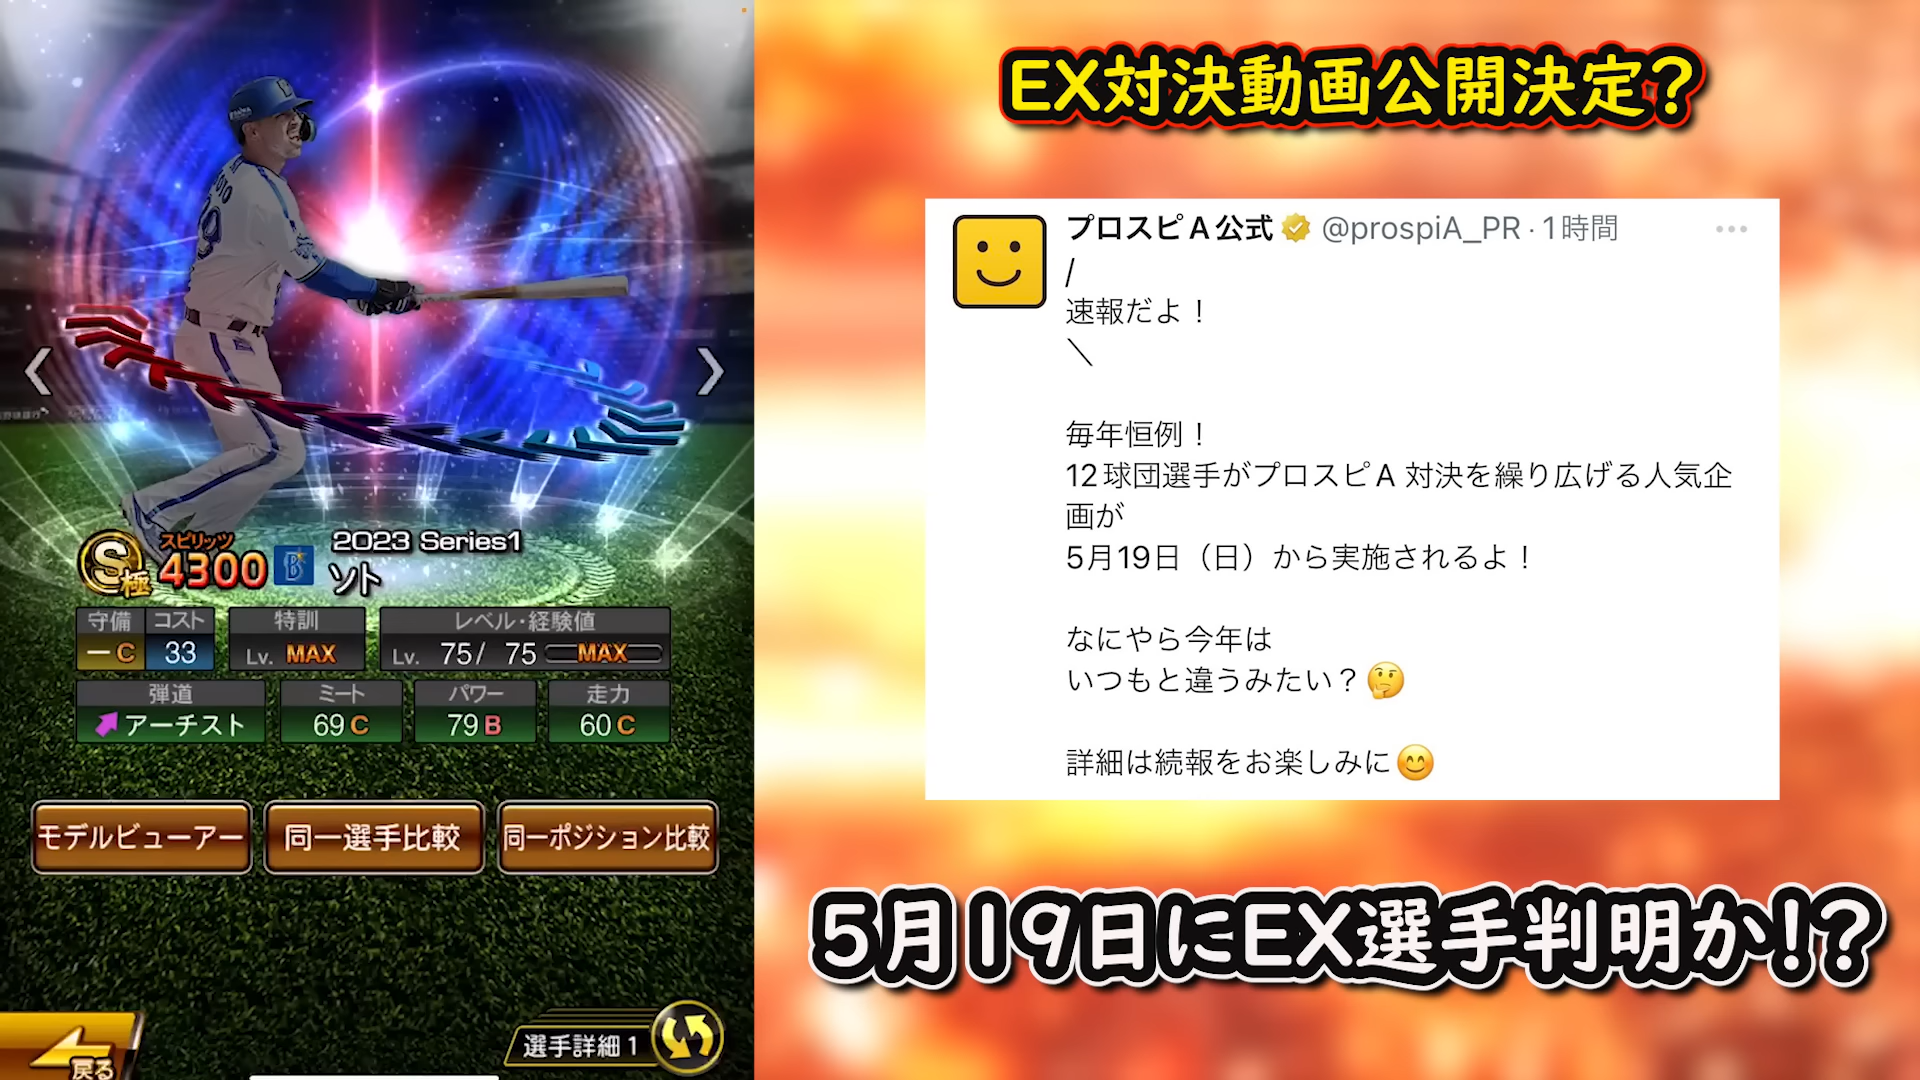 EX対決動画公開決定?
プロスピA公式 @prospiA_PR・1時間
/
速報だよ！
＼
毎年恒例！
12球団選手がプロスピA 対決を繰り広げる人気企
画が
5月19日（日）から実施されるよ！
なにやら今年は
いつもと違うみたい？🤔
詳細は続報をお楽しみに😊
5月19日にEX選手判明か!?
S極 スピリッツ 4300 B 2023 Series1
ソト
守備 コスト 特訓 レベル・経験値
一C 33 Lv. MAX Lv. 75/ 75 MAX
弾道 ミート パワー 走力
アーチスト 69 C 79 B 60 C
モデルビューアー 同一選手比較 同一ポジション比較
戻る 選手詳細 1